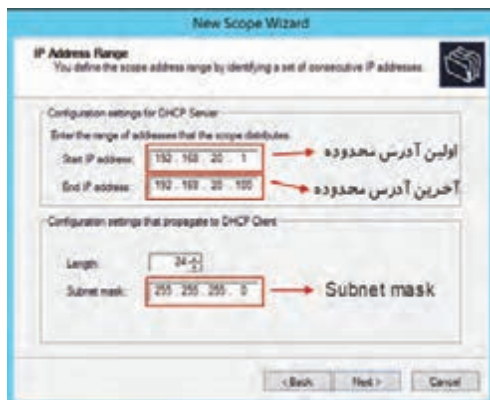 New Scope Wizard
IP Address Range
You define the scope address range by identifying a set of consecutive IP addresses.
Configuration settings for DHCP Server
Enter the range of addresses that the scope distributes.
Start IP address: 192 . 168 . 20 . 1
اولین آدرس محدوده
End IP address: 192 . 168 . 20 . 100
آخرین آدرس محدوده
Configuration settings that propagate to DHCP Client
Length: 24
Subnet mask: 255 . 255 . 255 . 0
Subnet mask
< Back Next > Cancel